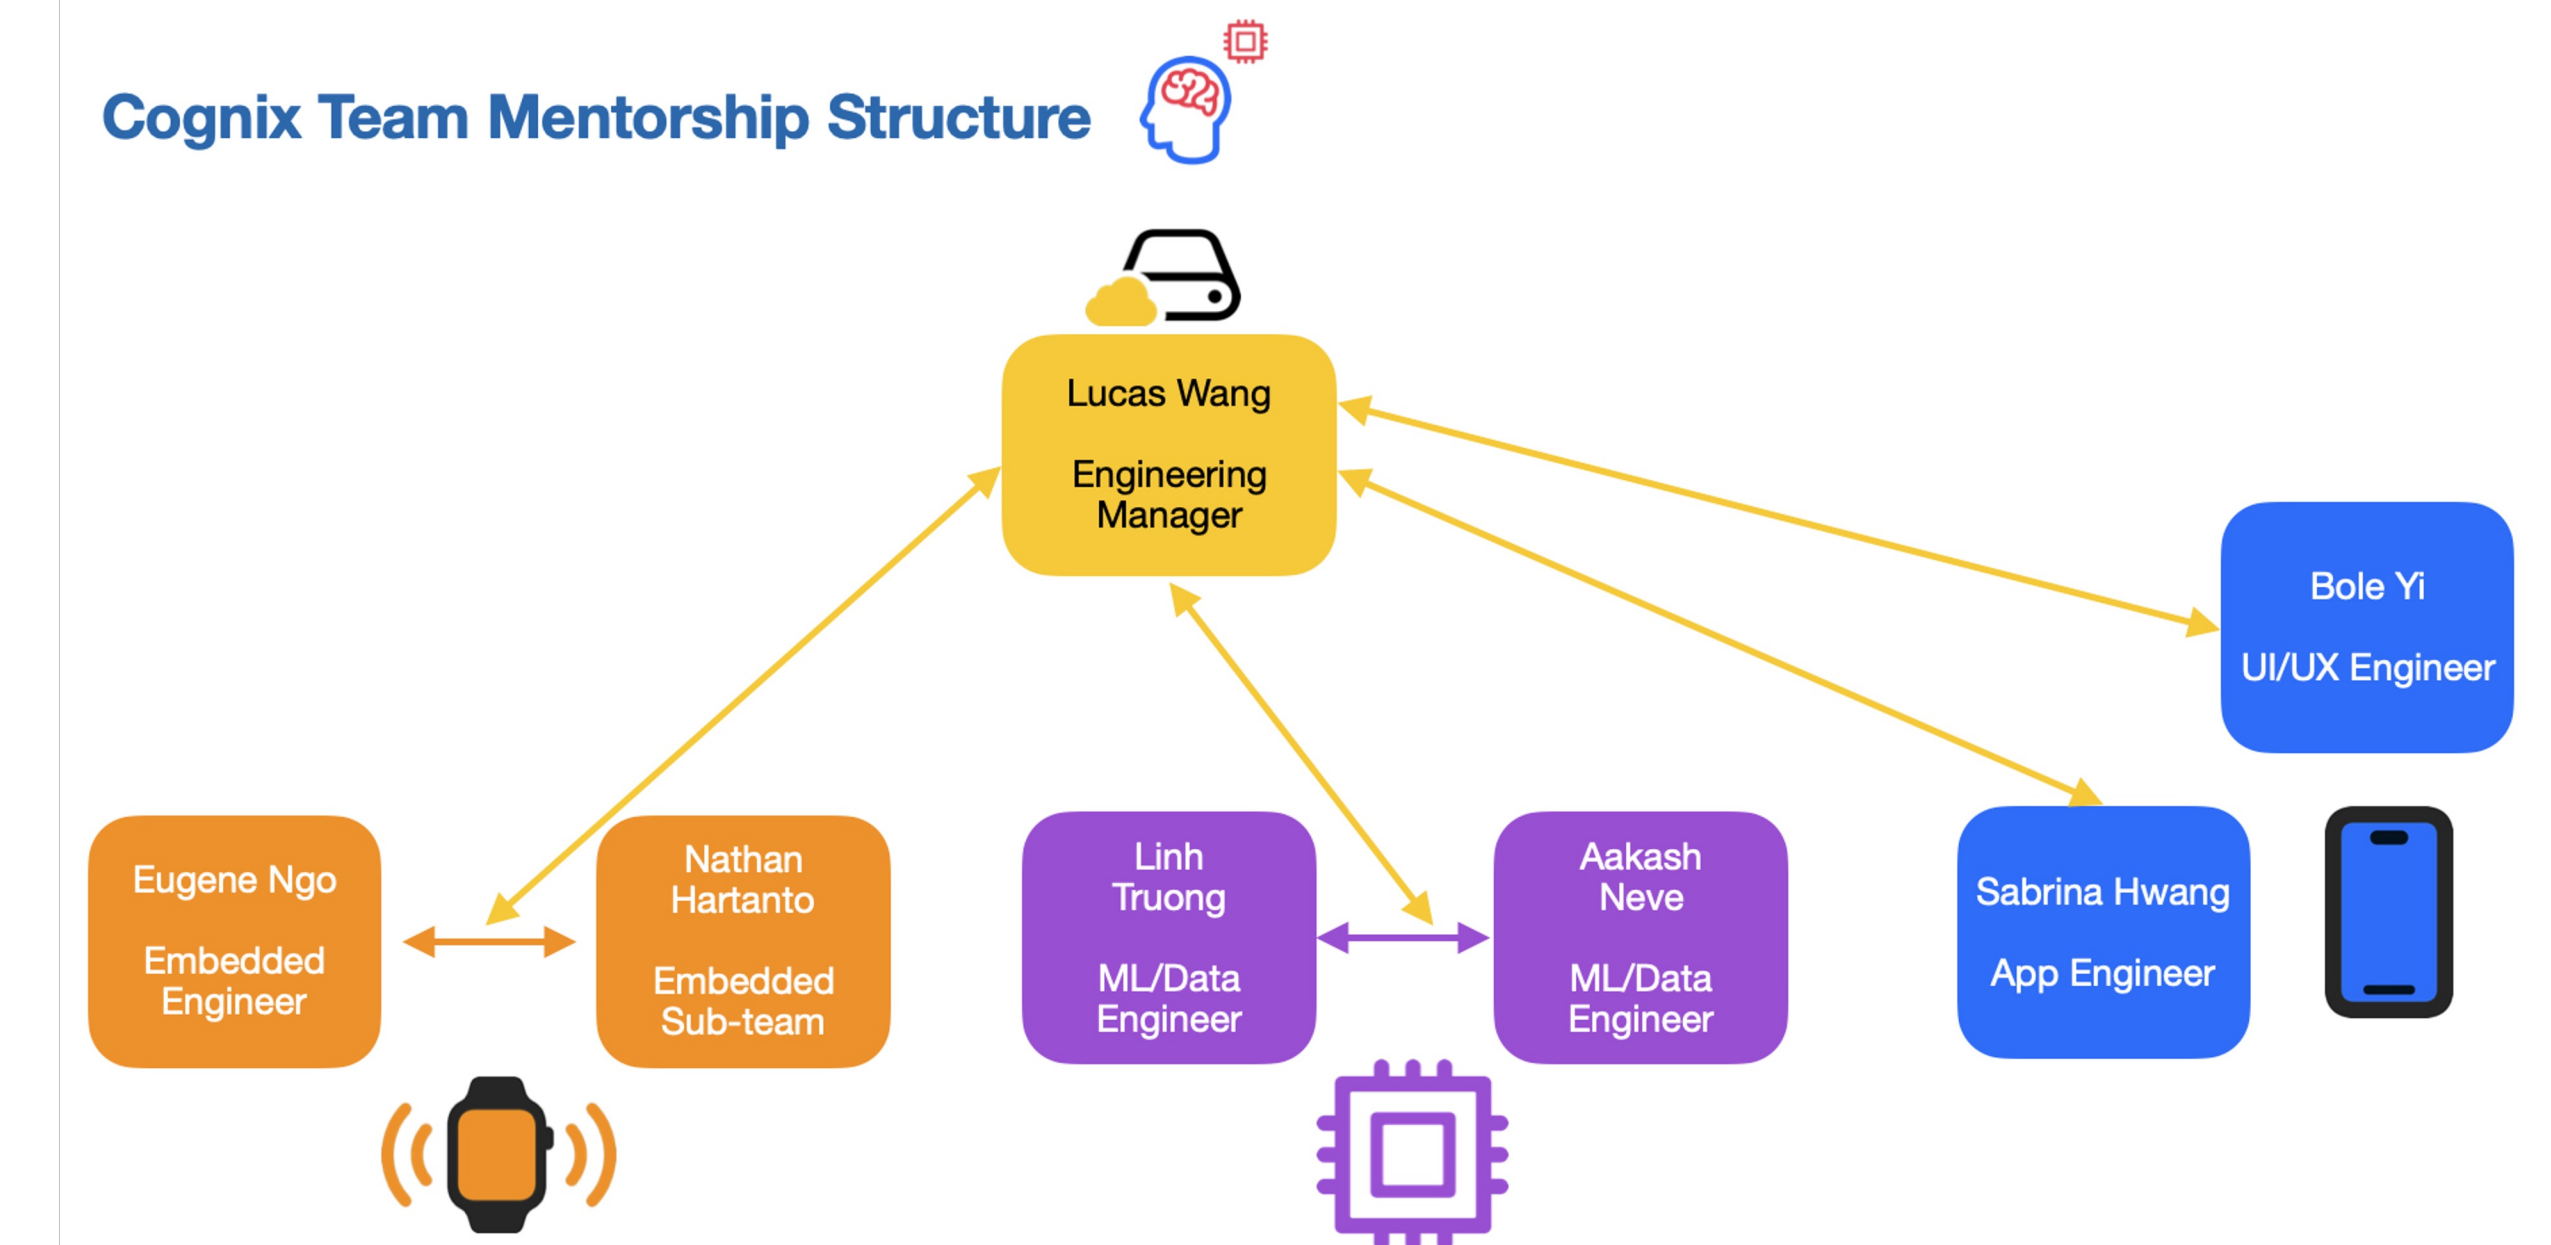 Cognix Team Mentorship Structure
Lucas Wang
Engineering
Manager
Bole Yi
UI/UX Engineer
Eugene Ngo
Embedded
Engineer
Nathan
Hartanto
Embedded
Sub-team
Linh
Truong
ML/Data
Engineer
Aakash
Neve
ML/Data
Engineer
Sabrina Hwang
App Engineer